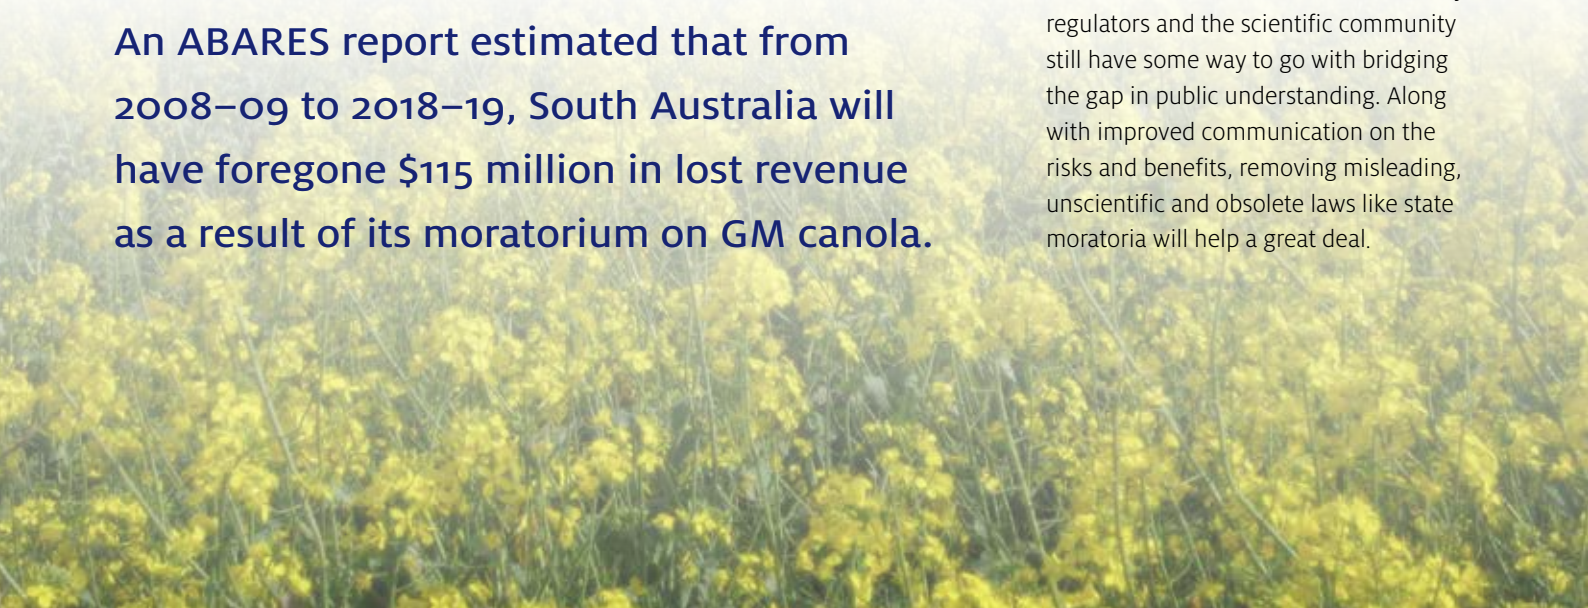 An ABARES report estimated that from
2008–09 to 2018–19, South Australia will
have foregone $115 million in lost revenue
as a result of its moratorium on GM canola.
regulators and the scientific community
still have some way to go with bridging
the gap in public understanding. Along
with improved communication on the
risks and benefits, removing misleading,
unscientific and obsolete laws like state
moratoria will help a great deal.